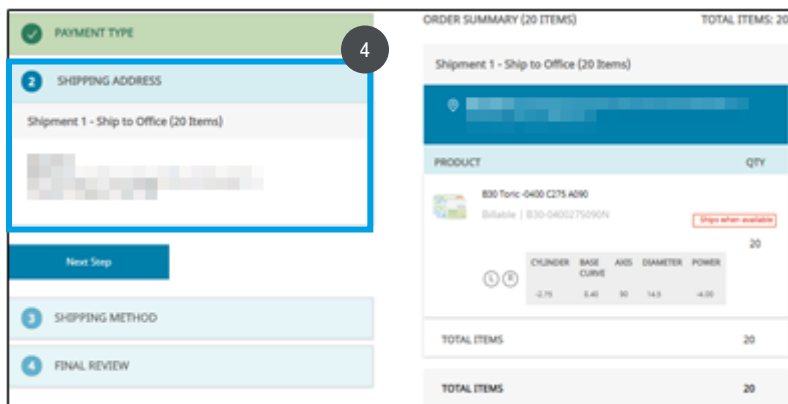 PAYMENT TYPE
4
2 SHIPPING ADDRESS
Shipment 1 - Ship to Office (20 Items)
Next Step
3 SHIPPING METHOD
4 FINAL REVIEW
ORDER SUMMARY (20 ITEMS) TOTAL ITEMS: 20
Shipment 1 - Ship to Office (20 Items)
PRODUCT QTY
B30 Toric -0400 C275 A090
Billable | B30-0400275090N
Ships when available
20
CYLINDER BASE CURVE AXIS DIAMETER POWER
L R
-2.75 8.40 90 14.5 -4.00
TOTAL ITEMS 20
TOTAL ITEMS 20